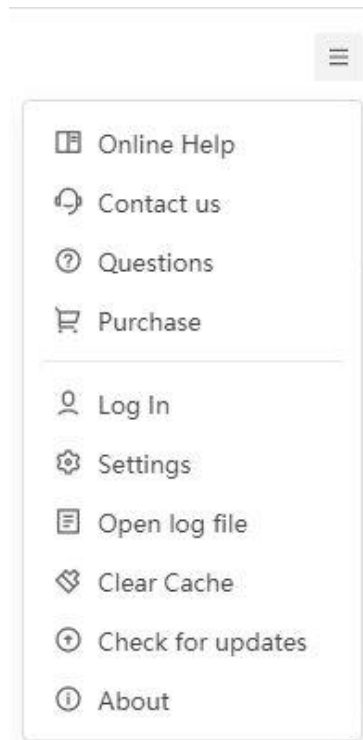 Online Help
Contact us
Questions
Purchase
Log In
Settings
Open log file
Clear Cache
Check for updates
About